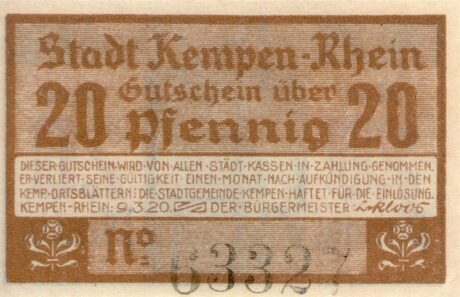 Stadt Kempen-Rhein
20 Gutschein über 20
Pfennig
DIESER·GUTSCHEIN·WIRD·VON·ALLEN·STÄDT·KASSEN·IN·ZAHLUNG·GENOMMEN.
ER·VERLIERT·SEINE·GÜLTIGKEIT·EINEN·MONAT·NACH·AUFKÜNDIGUNG·IN·DEN
KEMP·ORTSBLÄTTERN: DIE·STADTGEMEINDE·KEMPEN·HAFTET·FÜR·DIE·EINLÖSUNG.
KEMPEN-RHEIN: 9.3.20. DER·BÜRGERMEISTER
No 63327